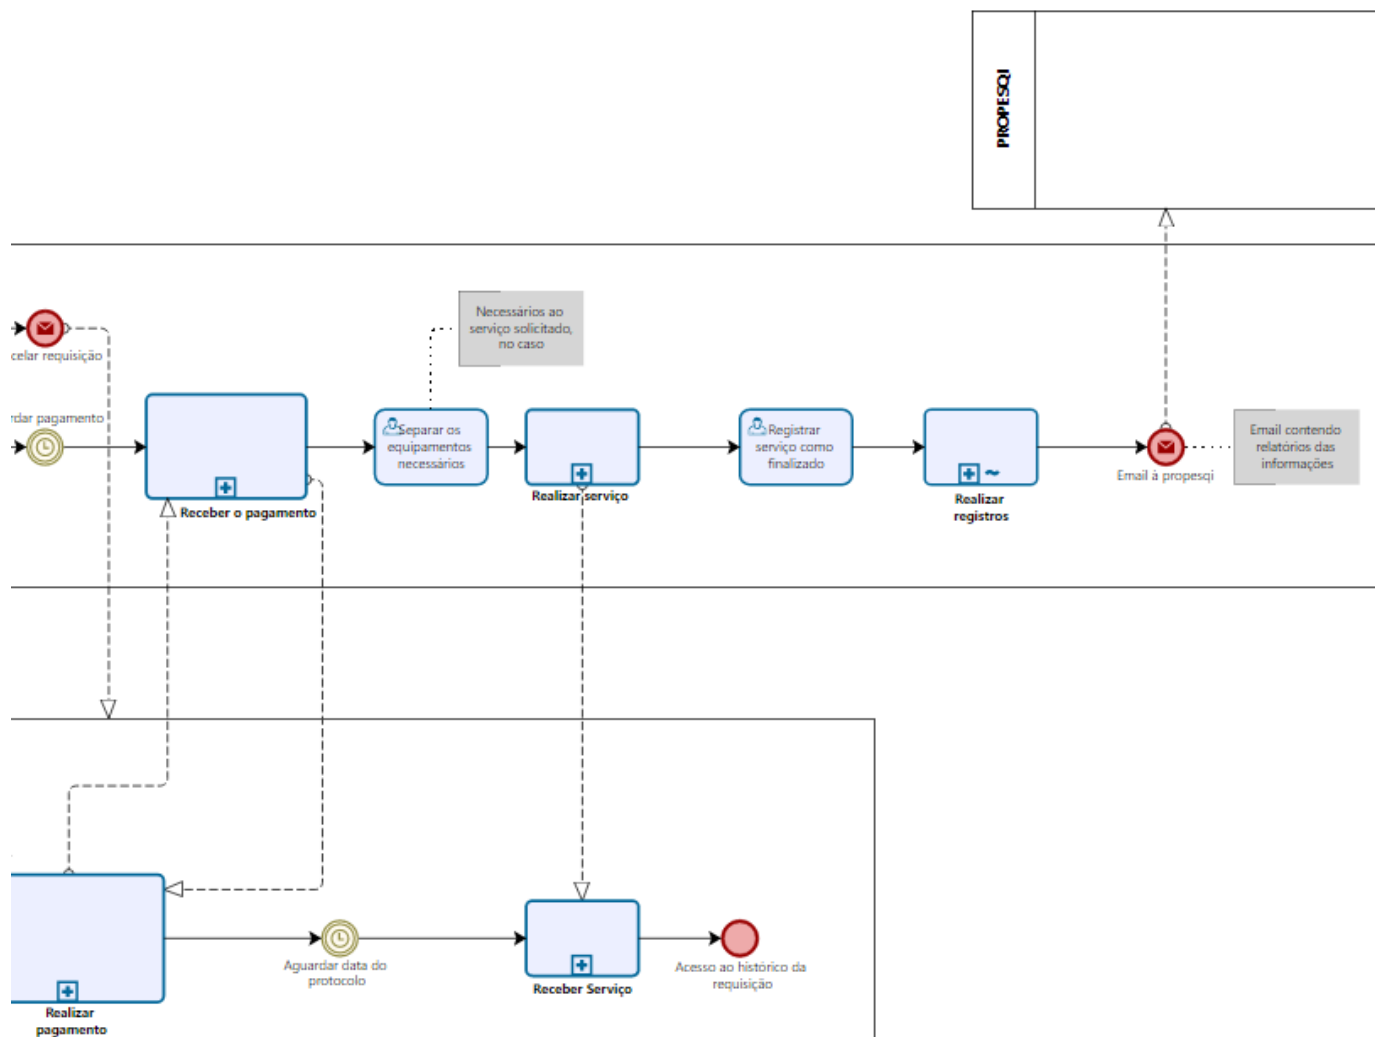 PROPESQI
Necessários ao
serviço solicitado,
no caso
celar requisição
rdar pagamento
Separar os
equipamentos
necessários
Registrar
serviço como
finalizado
Email contendo
relatórios das
informações
Email á propesqi
Realizar serviço
Realizar
registros
Receber o pagamento
Aguardar data do
protocolo
Acesso ao histórico da
requisição
Receber Serviço
Realizar
pagamento